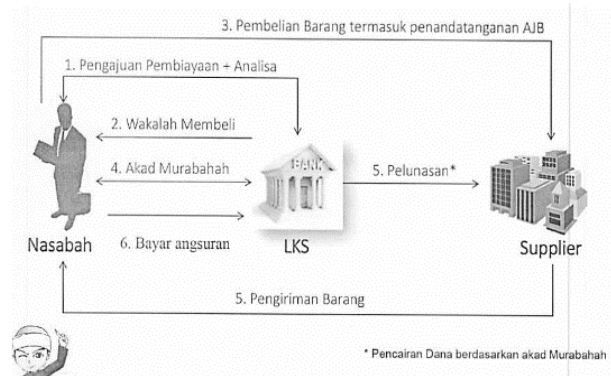 3. Pembelian Barang termasuk penandatanganan AJB
1. Pengajuan Pembiayaan + Analisa
2. Wakalah Membeli
4. Akad Murabahah
BANK
5. Pelunasan*
Nasabah
6. Bayar angsuran
LKS
Supplier
5. Pengiriman Barang
* Pencairan Dana berdasarkan akad Murabahah